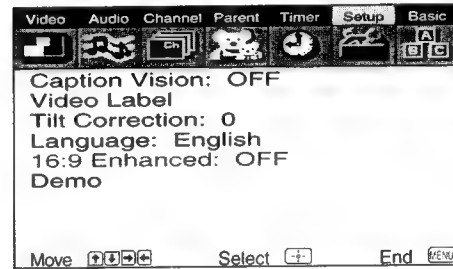 Video Audio Channel Parent Timer Setup Basic
Ch A
B C
Caption Vision: OFF
Video Label
Tilt Correction: 0
Language: English
16:9 Enhanced: OFF
Demo
Move Select End MENU